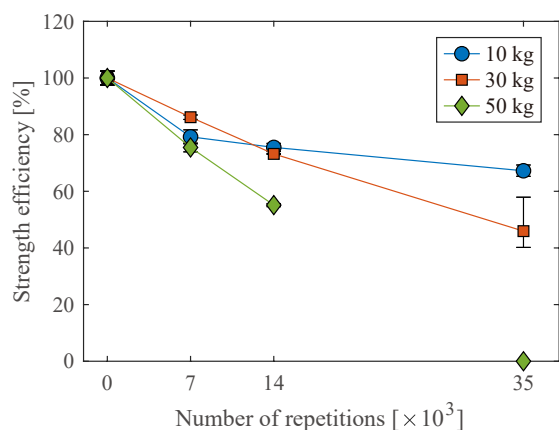 120
100
80
60
40
20
0
Strength efficiency [%]
10 kg
30 kg
50 kg
0 7 14 35
Number of repetitions [×10³]